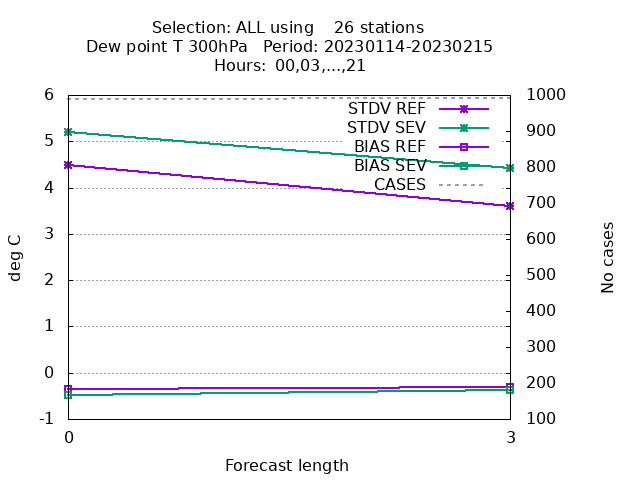 Selection: ALL using 26 stations
Dew point T 300hPa Period: 20230114-20230215
Hours: 00,03,...,21
6 1000
STDV REF
900
STDV SEV
5
BIAS REF
800
BIAS SEV
4
CASES
700
3
600
deg C
No cases
2
500
400
1
300
0
200
-1 100
0 3
Forecast length